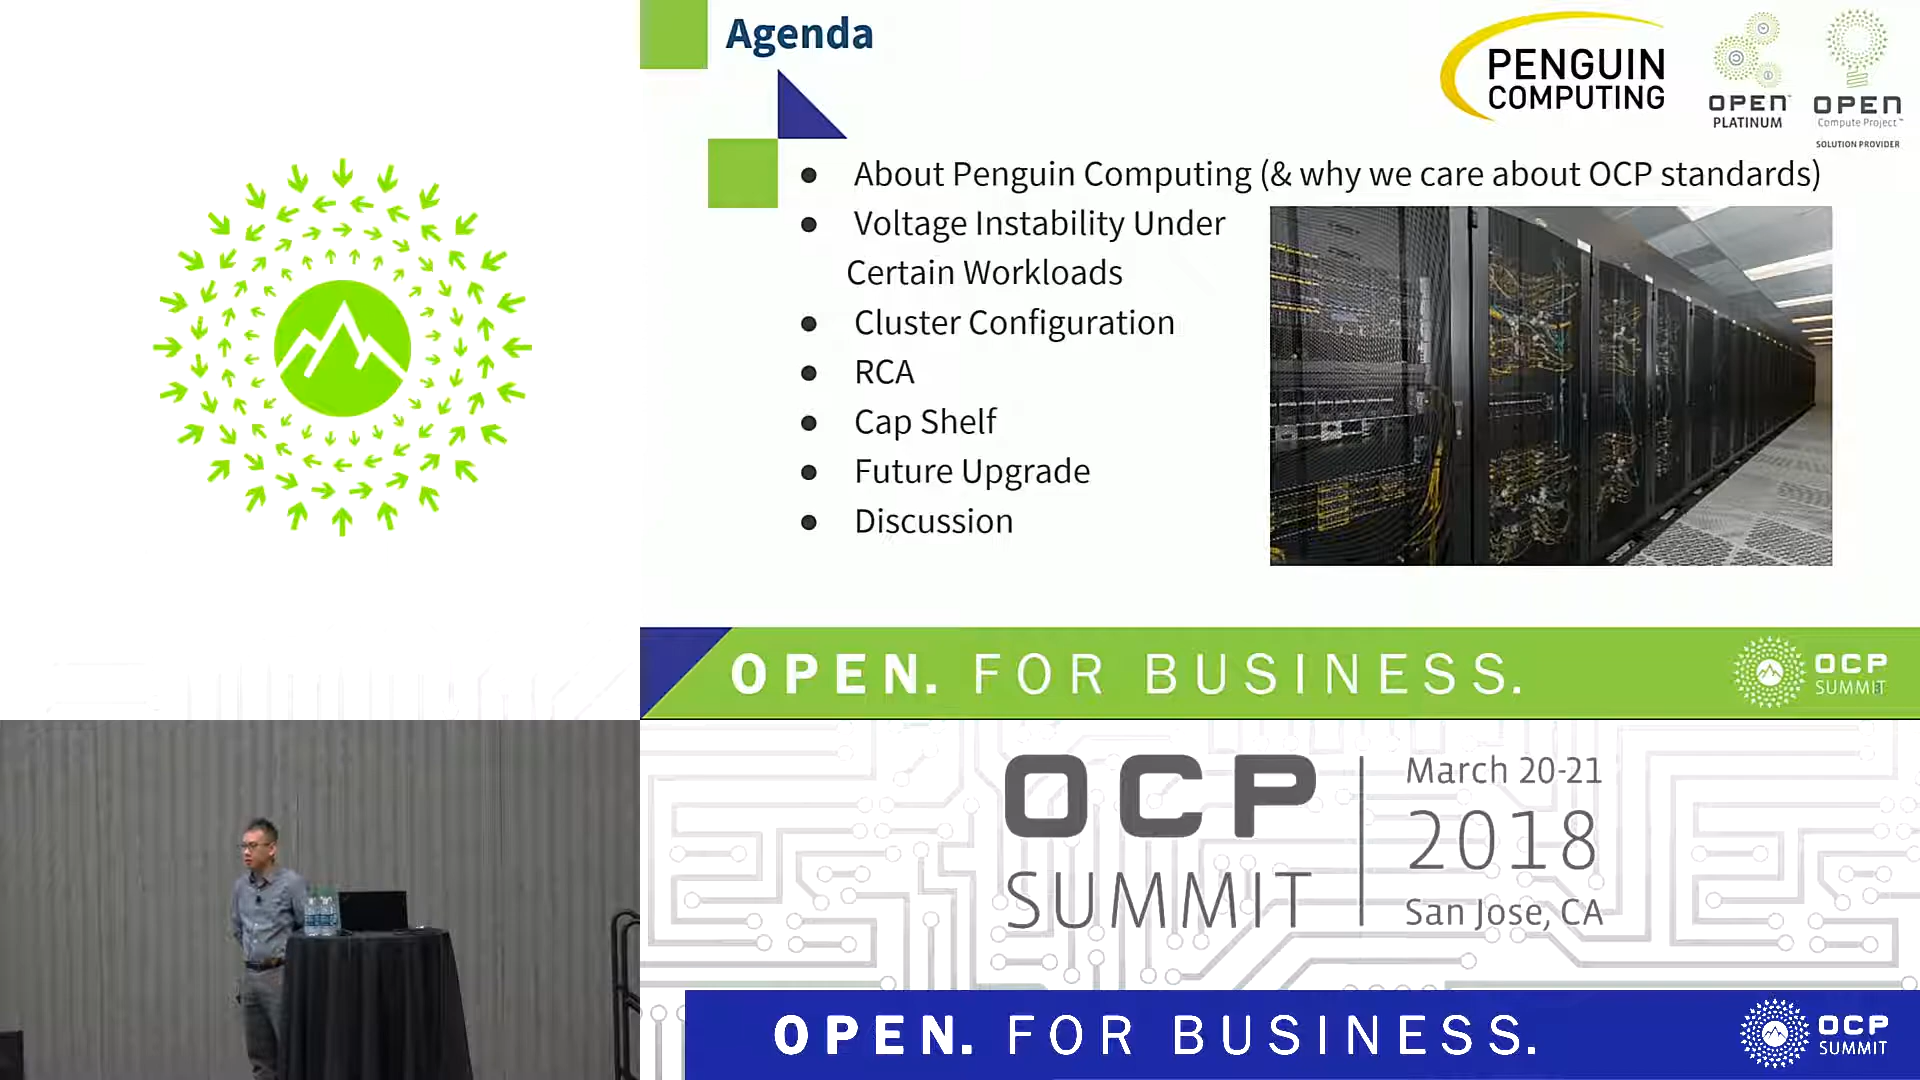 Agenda
PENGUIN
COMPUTING
OPEN™
PLATINUM
OPEN
Compute Project™
SOLUTION PROVIDER
● About Penguin Computing (& why we care about OCP standards)
● Voltage Instability Under
Certain Workloads
● Cluster Configuration
● RCA
● Cap Shelf
● Future Upgrade
● Discussion
OPEN. FOR BUSINESS.
OCP
SUMMIT
OCP
SUMMIT
March 20-21
2018
San Jose, CA
OPEN. FOR BUSINESS.
OCP
SUMMIT